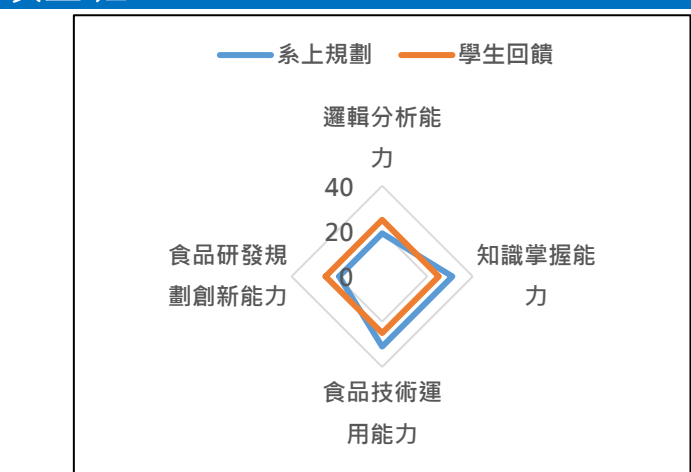 系上規劃 學生回饋
邏輯分析能
力
40
20
0
食品研發規
劃創新能力
知識掌握能
力
食品技術運
用能力